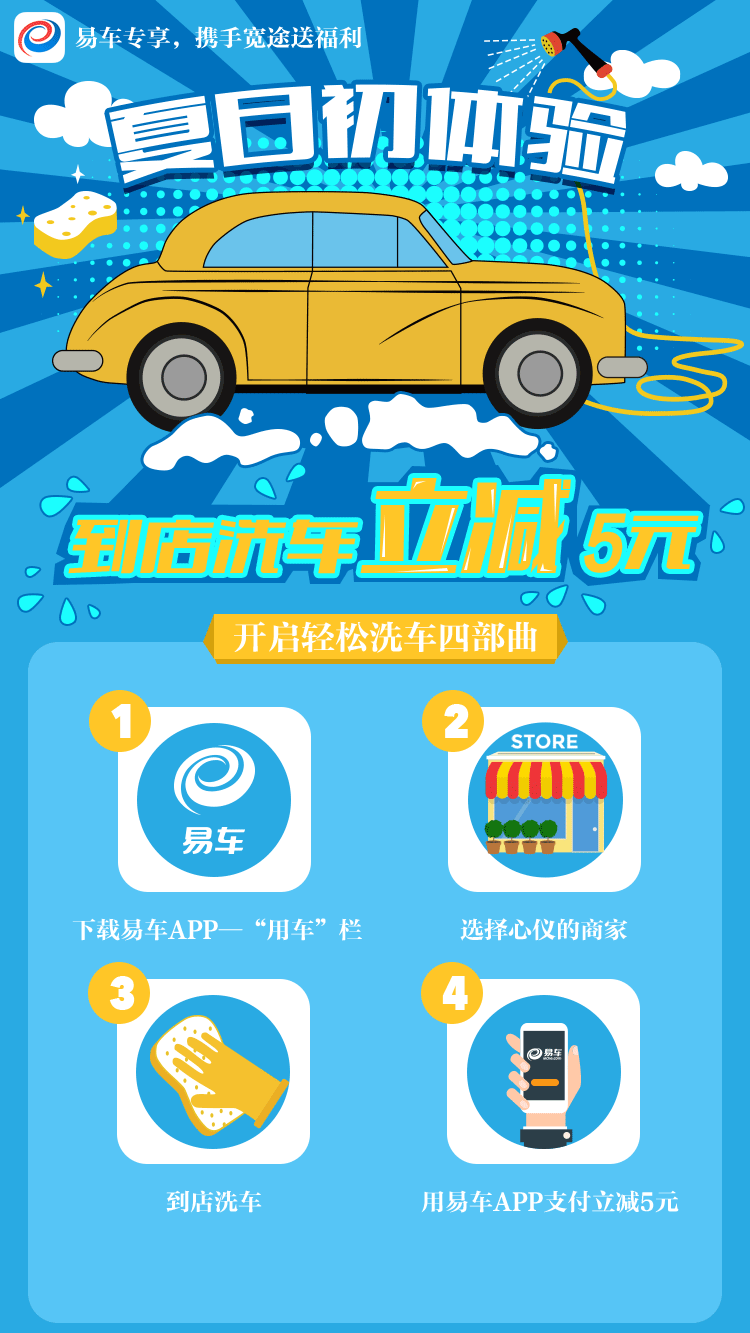 易车专享，携手宽途送福利
夏日初体验
到店洗车立减5元
开启轻松洗车四部曲
1
易车
下载易车APP—“用车”栏
2
STORE
选择心仪的商家
3
到店洗车
4
易车
用易车APP支付立减5元